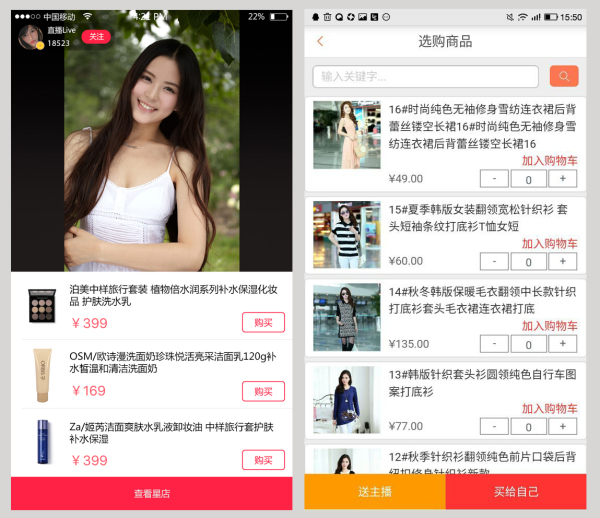 中国移动
4:21 PM
22%
直播Live
18523
关注
泊美中样旅行套装 植物倍水润系列补水保湿化妆
品 护肤洗水乳
￥399
购买
OSM/欧诗漫洗面奶珍珠悦活亮采洁面乳120g补
水皙温和清洁洗面奶
￥169
购买
Za/姬芮洁面爽肤水乳液卸妆油 中样旅行套护肤
补水保湿
￥399
购买
查看星店
15:50
选购商品
输入关键字...
16#时尚纯色无袖修身雪纺连衣裙后背
蕾丝镂空长裙16#时尚纯色无袖修身雪
纺连衣裙后背蕾丝镂空长裙16
加入购物车
¥49.00
- 0 +
15#夏季韩版女装翻领宽松针织衫 套
头短袖条纹打底衫T恤女短
加入购物车
¥60.00
- 0 +
14#秋冬韩版保暖毛衣翻领中长款针织
打底衫套头毛衣裙连衣裙打底
加入购物车
¥135.00
- 0 +
13#韩版针织套头衫圆领纯色自行车图
案打底衫
加入购物车
¥77.00
- 0 +
12#秋季针织衫翻领纯色前片口袋后背
纽扣修身针织衫新款
送主播
买给自己